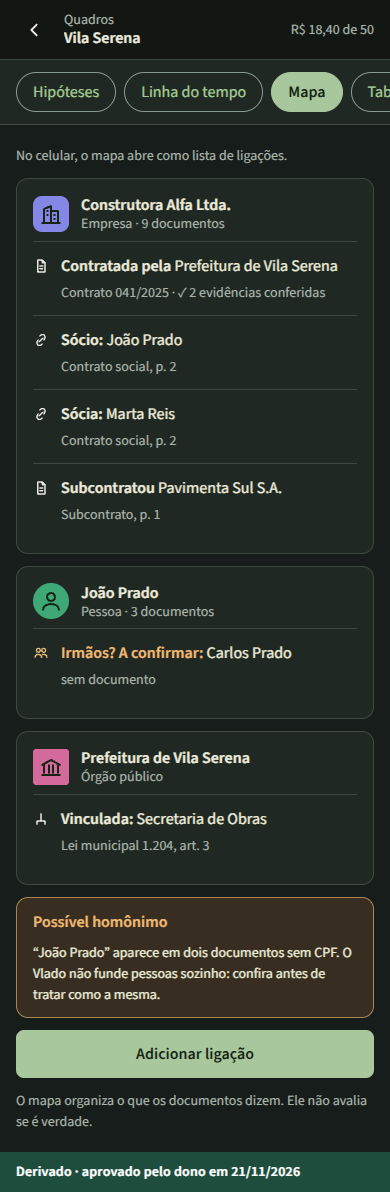 Quadros
Vila Serena
R$ 18,40 de 50
Hipóteses
Linha do tempo
Mapa
Tab
No celular, o mapa abre como lista de ligações.
Construtora Alfa Ltda.
Empresa · 9 documentos
Contratada pela Prefeitura de Vila Serena
Contrato 041/2025 · ✓ 2 evidências conferidas
Sócio: João Prado
Contrato social, p. 2
Sócia: Marta Reis
Contrato social, p. 2
Subcontratou Pavimenta Sul S.A.
Subcontrato, p. 1
João Prado
Pessoa · 3 documentos
Irmãos? A confirmar: Carlos Prado
sem documento
Prefeitura de Vila Serena
Órgão público
Vinculada: Secretaria de Obras
Lei municipal 1.204, art. 3
Possível homônimo
“João Prado” aparece em dois documentos sem CPF. O
Vlado não funde pessoas sozinho: confira antes de
tratar como a mesma.
Adicionar ligação
O mapa organiza o que os documentos dizem. Ele não avalia
se é verdade.
Derivado · aprovado pelo dono em 21/11/2026